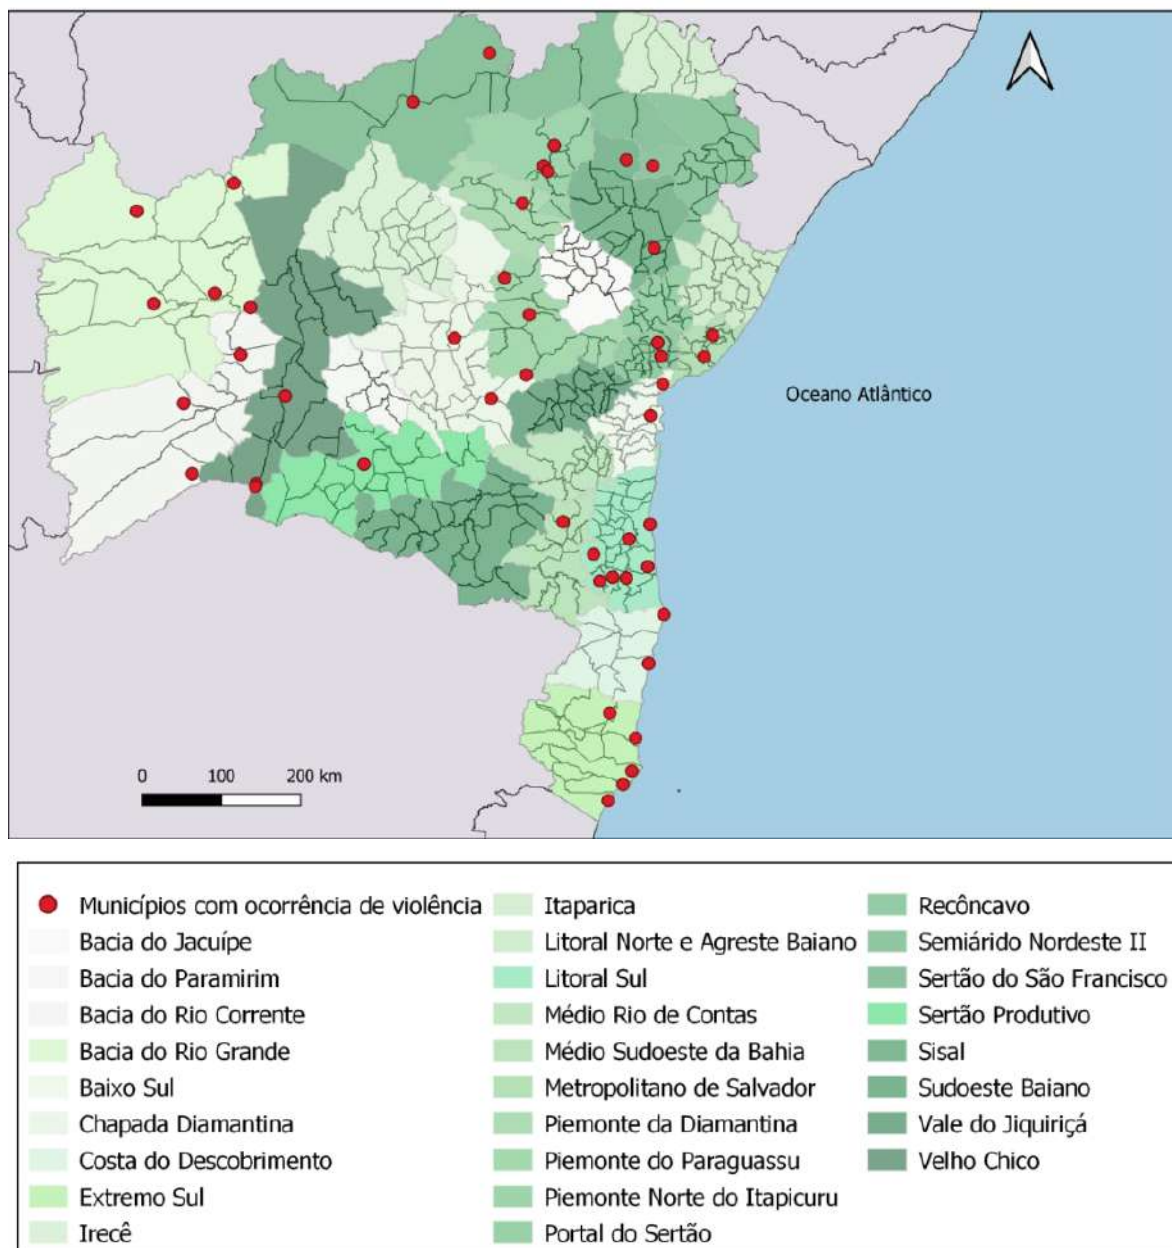 Oceano Atlântico
0 100 200 km
Municípios com ocorrência de violência
Bacia do Jacuípe
Bacia do Paramirim
Bacia do Rio Corrente
Bacia do Rio Grande
Baixo Sul
Chapada Diamantina
Costa do Descobrimento
Extremo Sul
Irecê
Itaparica
Litoral Norte e Agreste Baiano
Litoral Sul
Médio Rio de Contas
Médio Sudoeste da Bahia
Metropolitano de Salvador
Piemonte da Diamantina
Piemonte do Paraguassu
Piemonte Norte do Itapicuru
Portal do Sertão
Recôncavo
Semiárido Nordeste II
Sertão do São Francisco
Sertão Produtivo
Sisal
Sudoeste Baiano
Vale do Jiquiriçá
Velho Chico